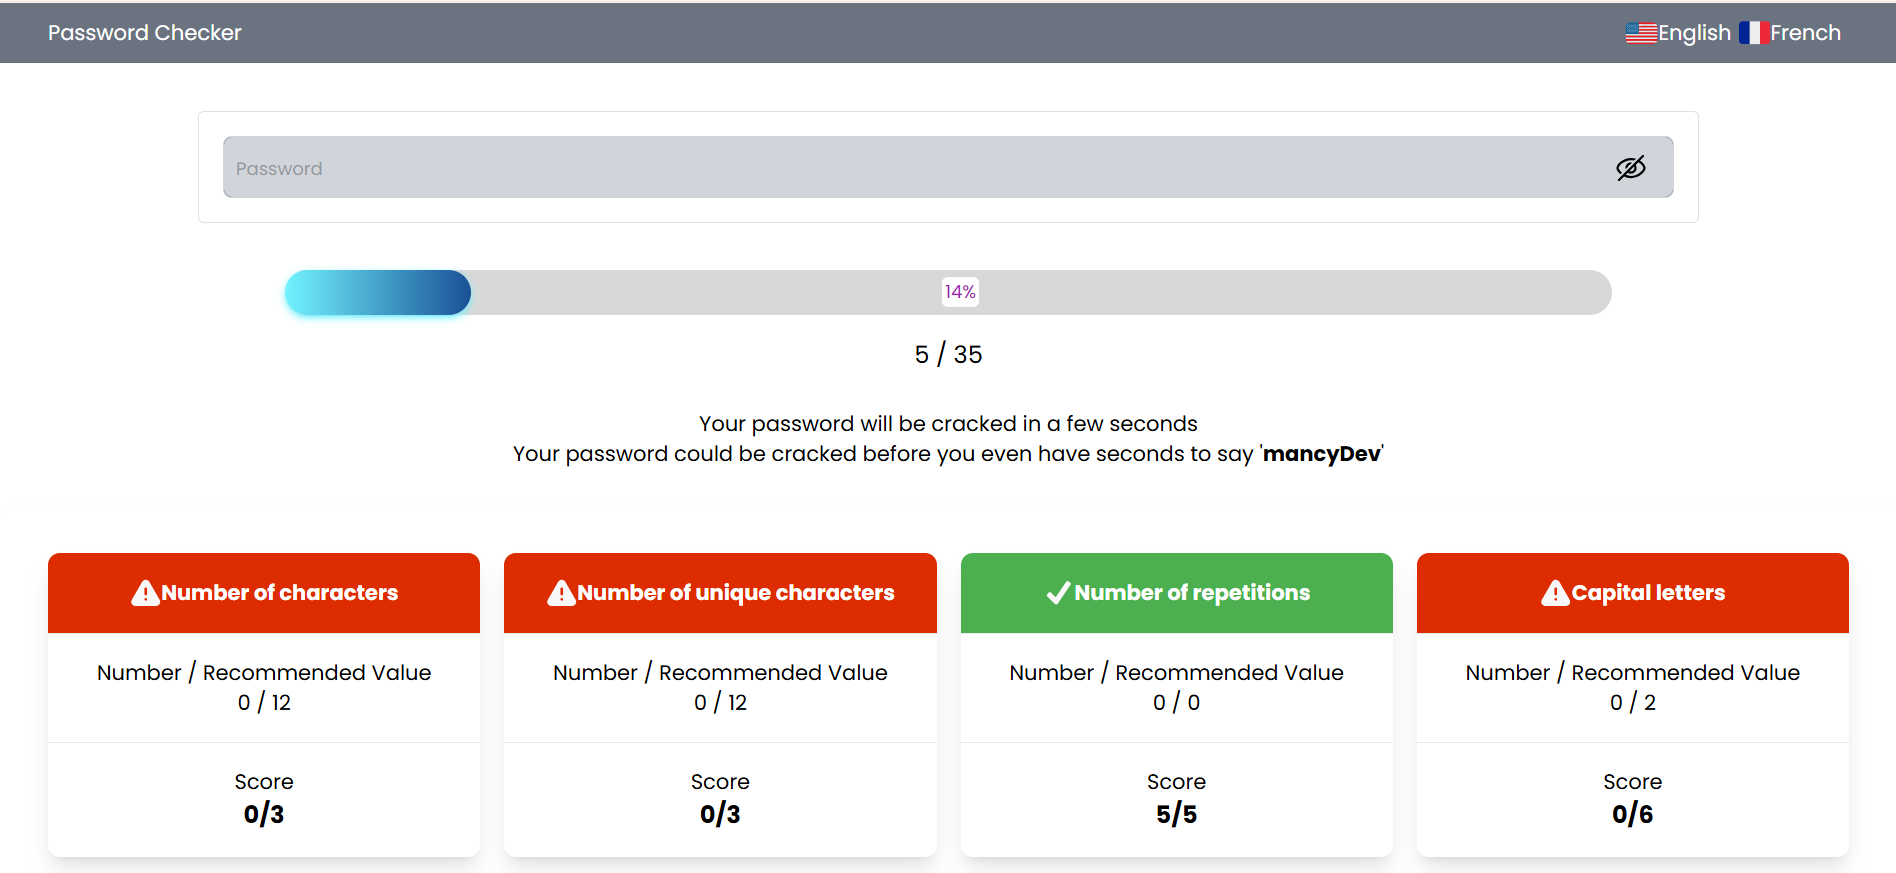 Password Checker
English French
Password
14%
5 / 35
Your password will be cracked in a few seconds
Your password could be cracked before you even have seconds to say 'mancyDev'
Number of characters
Number / Recommended Value
0 / 12
Score
0/3
Number of unique characters
Number / Recommended Value
0 / 12
Score
0/3
Number of repetitions
Number / Recommended Value
0 / 0
Score
5/5
Capital letters
Number / Recommended Value
0 / 2
Score
0/6